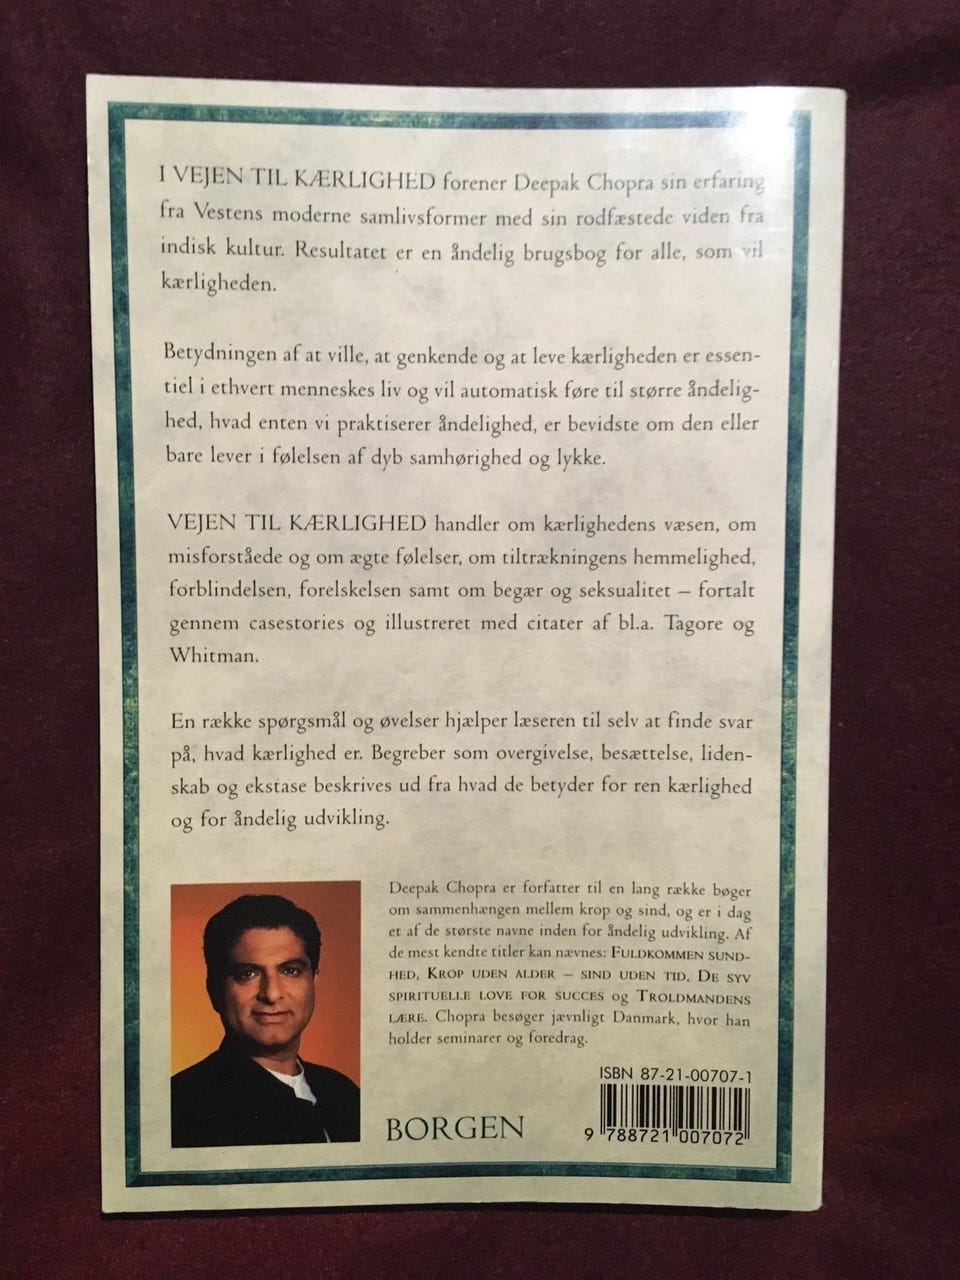 I VEJEN TIL KÆRLIGHED forener Deepak Chopra sin erfaring
fra Vestens moderne samlivsformer med sin rodfæstede viden fra
indisk kultur. Resultatet er en åndelig brugsbog for alle, som vil
kærligheden.
Betydningen af at ville, at genkende og at leve kærligheden er essen-
tiel i ethvert menneskes liv og vil automatisk føre til større åndelig-
hed, hvad enten vi praktiserer åndelighed, er bevidste om den eller
bare lever i følelsen af dyb samhørighed og lykke.
VEJEN TIL KÆRLIGHED handler om kærlighedens væsen, om
misforståede og om ægte følelser, om tiltrækningens hemmelighed,
forblindelsen, forelskelsen samt om begær og seksualitet – fortalt
gennem casestories og illustreret med citater af bl.a. Tagore og
Whitman.
En række spørgsmål og øvelser hjælper læseren til selv at finde svar
på, hvad kærlighed er. Begreber som overgivelse, besættelse, liden-
skab og ekstase beskrives ud fra hvad de betyder for ren kærlighed
og for åndelig udvikling.
Deepak Chopra er forfatter til en lang række bøger
om sammenhængen mellem krop og sind, og er i dag
et af de største navne inden for åndelig udvikling. Af
de mest kendte titler kan nævnes: FULDKOMMEN SUND-
HED, KROP UDEN ALDER – SIND UDEN TID, DE SYV
SPIRITUELLE LOVE FOR SUCCES og TROLDMANDENS
LÆRE. Chopra besøger jævnligt Danmark, hvor han
holder seminarer og foredrag.
ISBN 87-21-00707-1
BORGEN
9 788721 007072